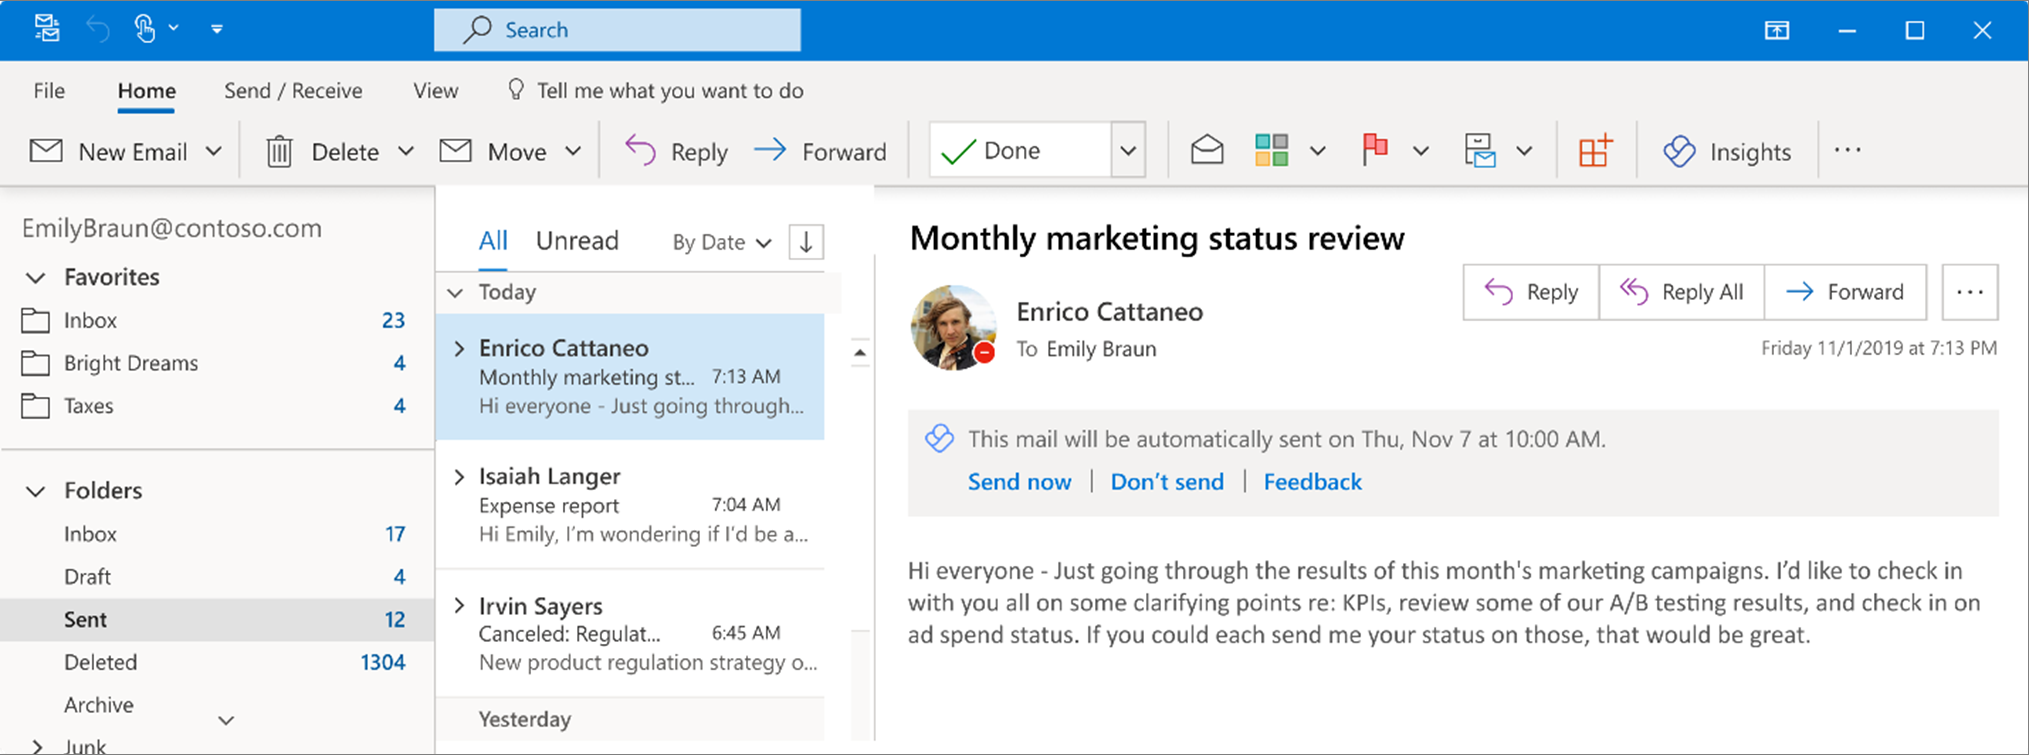 Search
File Home Send / Receive View Tell me what you want to do
New Email Delete Move Reply Forward Done Insights ...
EmilyBraun@contoso.com
Favorites
Inbox 23
Bright Dreams 4
Taxes 4
Folders
Inbox 17
Draft 4
Sent 12
Deleted 1304
Archive
Junk
All Unread By Date
Today
Enrico Cattaneo
Monthly marketing st... 7:13 AM
Hi everyone - Just going through...
Isaiah Langer
Expense report 7:04 AM
Hi Emily, I'm wondering if I'd be a...
Irvin Sayers
Canceled: Regulat... 6:45 AM
New product regulation strategy o...
Yesterday
Monthly marketing status review
Reply Reply All Forward ...
Enrico Cattaneo
To Emily Braun
Friday 11/1/2019 at 7:13 PM
This mail will be automatically sent on Thu, Nov 7 at 10:00 AM.
Send now | Don't send | Feedback
Hi everyone - Just going through the results of this month's marketing campaigns. I'd like to check in
with you all on some clarifying points re: KPIs, review some of our A/B testing results, and check in on
ad spend status. If you could each send me your status on those, that would be great.